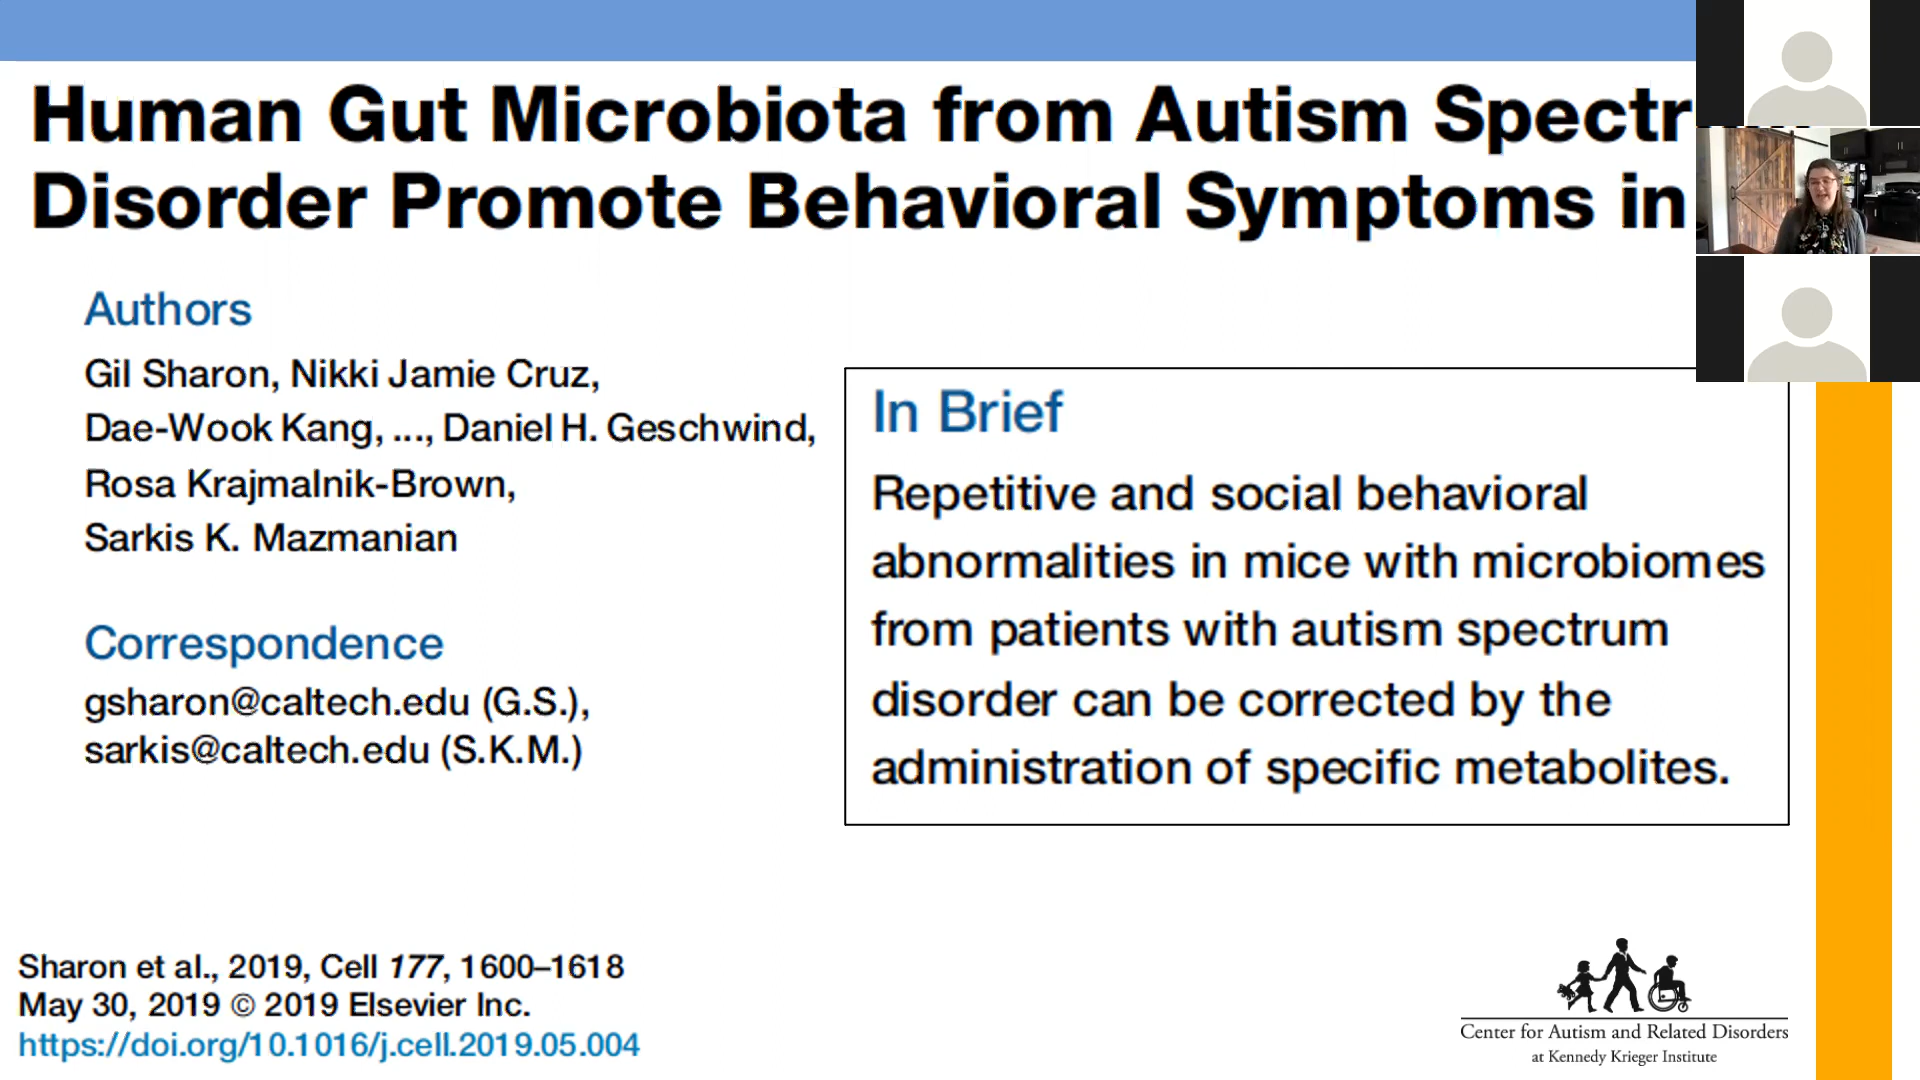 Human Gut Microbiota from Autism Spectr
Disorder Promote Behavioral Symptoms in
Authors
Gil Sharon, Nikki Jamie Cruz,
Dae-Wook Kang, ..., Daniel H. Geschwind,
Rosa Krajmalnik-Brown,
Sarkis K. Mazmanian
Correspondence
gsharon@caltech.edu (G.S.),
sarkis@caltech.edu (S.K.M.)
In Brief
Repetitive and social behavioral
abnormalities in mice with microbiomes
from patients with autism spectrum
disorder can be corrected by the
administration of specific metabolites.
Sharon et al., 2019, Cell 177, 1600–1618
May 30, 2019 © 2019 Elsevier Inc.
https://doi.org/10.1016/j.cell.2019.05.004
Center for Autism and Related Disorders
at Kennedy Krieger Institute